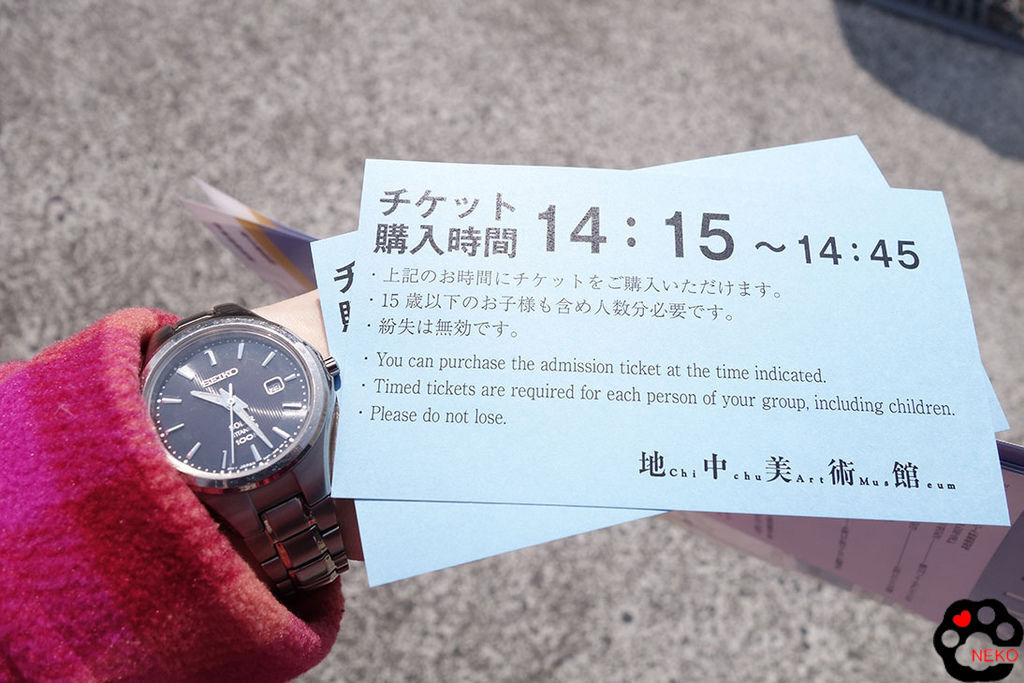 チケット
購入時間 14:15~14:45
・上記のお時間にチケットをご購入いただけます。
・15歳以下のお子様も含め人数分必要です。
・紛失は無効です。
・You can purchase the admission ticket at the time indicated.
・Timed tickets are required for each person of your group, including children.
・Please do not lose.
地Chi中chu美Art術Mus館eum
SEIKO
NEKO